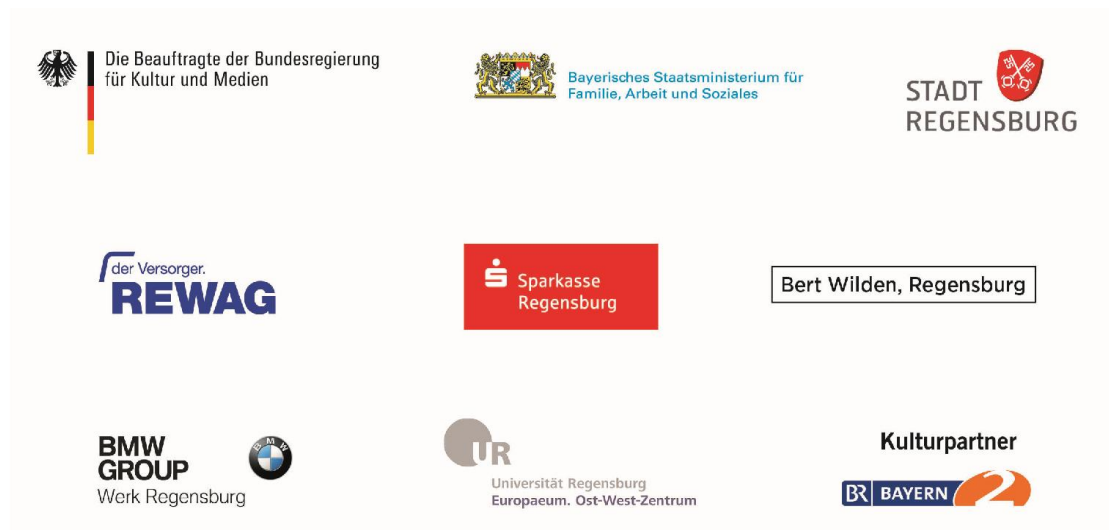 Die Beauftragte der Bundesregierung
für Kultur und Medien
Bayerisches Staatsministerium für
Familie, Arbeit und Soziales
STADT
REGENSBURG
der Versorger.
REWAG
Sparkasse
Regensburg
Bert Wilden, Regensburg
BMW
GROUP
Werk Regensburg
BMW
UR
Universität Regensburg
Europaeum. Ost-West-Zentrum
Kulturpartner
BR BAYERN 2